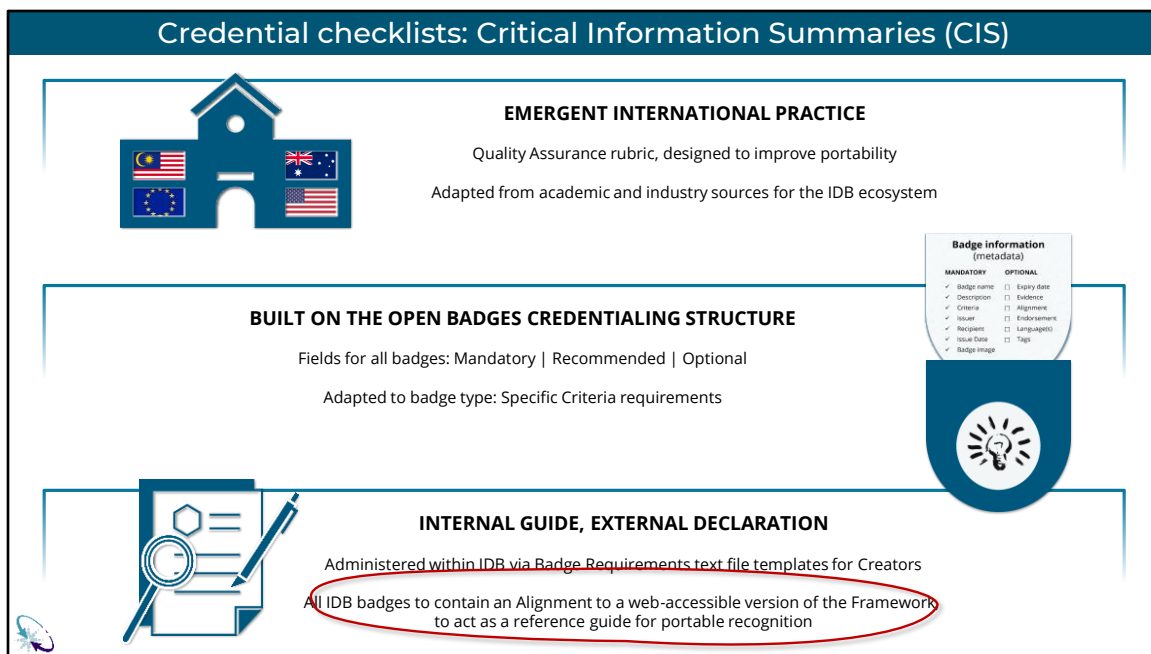 Credential checklists: Critical Information Summaries (CIS)
EMERGENT INTERNATIONAL PRACTICE
Quality Assurance rubric, designed to improve portability
Adapted from academic and industry sources for the IDB ecosystem
Badge information
(metadata)
MANDATORY OPTIONAL
✓ Badge name ☐ Expiry date
✓ Description ☐ Evidence
✓ Criteria ☐ Alignment
✓ Issuer ☐ Endorsement
✓ Recipient ☐ Language(s)
✓ Issue Date ☐ Tags
✓ Badge image
BUILT ON THE OPEN BADGES CREDENTIALING STRUCTURE
Fields for all badges: Mandatory | Recommended | Optional
Adapted to badge type: Specific Criteria requirements
INTERNAL GUIDE, EXTERNAL DECLARATION
Administered within IDB via Badge Requirements text file templates for Creators
All IDB badges to contain an Alignment to a web-accessible version of the Framework
to act as a reference guide for portable recognition